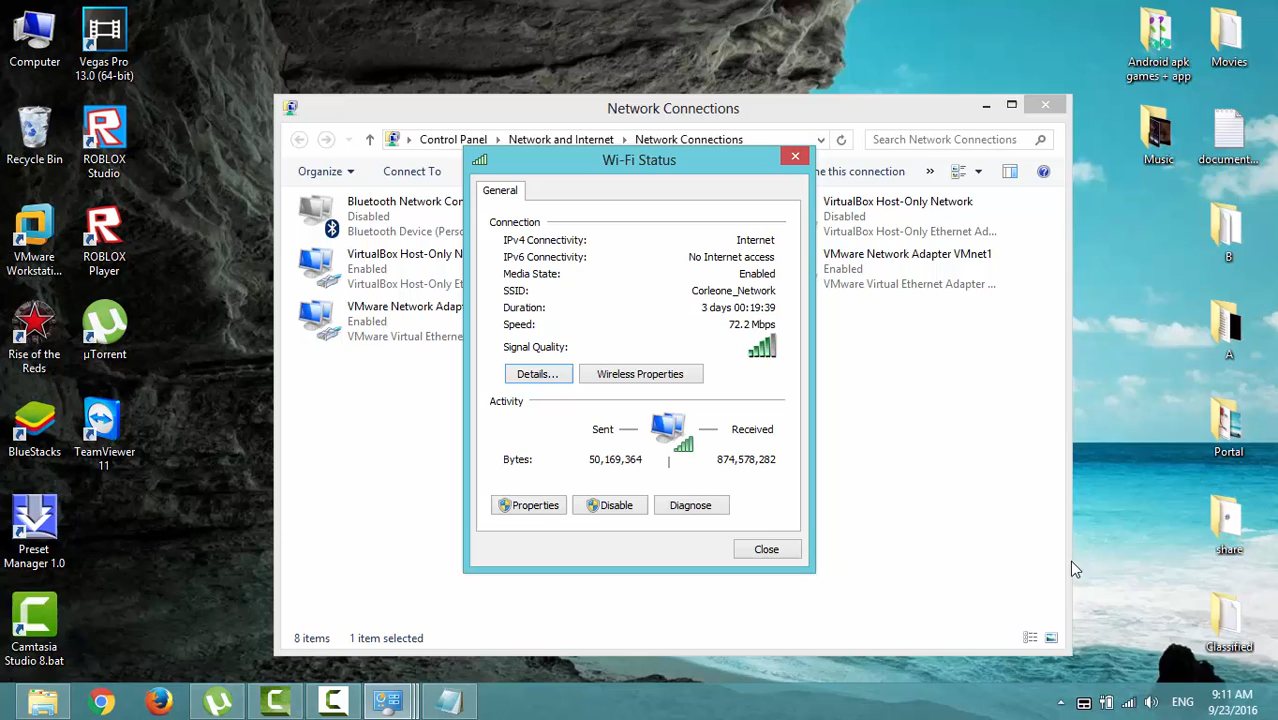 Computer
Vegas Pro
13.0 (64-bit)
Recycle Bin
ROBLOX
Studio
VMware
Workstati...
ROBLOX
Player
Rise of the
Reds
µTorrent
BlueStacks
TeamViewer
11
Preset
Manager 1.0
Camtasia
Studio 8.bat
Android apk
games + app
Movies
Music
document...
B
A
Portal
share
Classified
Network Connections
Control Panel
Network and Internet
Network Connections
Search Network Connections
Organize
Connect To
me this connection
»
Bluetooth Network Con
Disabled
Bluetooth Device (Perso
VirtualBox Host-Only N
Enabled
VirtualBox Host-Only Et
VMware Network Adap
Enabled
VMware Virtual Etherne
VirtualBox Host-Only Network
Disabled
VirtualBox Host-Only Ethernet Ad...
VMware Network Adapter VMnet1
Enabled
VMware Virtual Ethernet Adapter ...
8 items
1 item selected
Wi-Fi Status
General
Connection
IPv4 Connectivity: Internet
IPv6 Connectivity: No Internet access
Media State: Enabled
SSID: Corleone_Network
Duration: 3 days 00:19:39
Speed: 72.2 Mbps
Signal Quality:
Details...
Wireless Properties
Activity
Sent
Received
Bytes: 50,169,364 874,578,282
Properties
Disable
Diagnose
Close
ENG
9:11 AM
9/23/2016